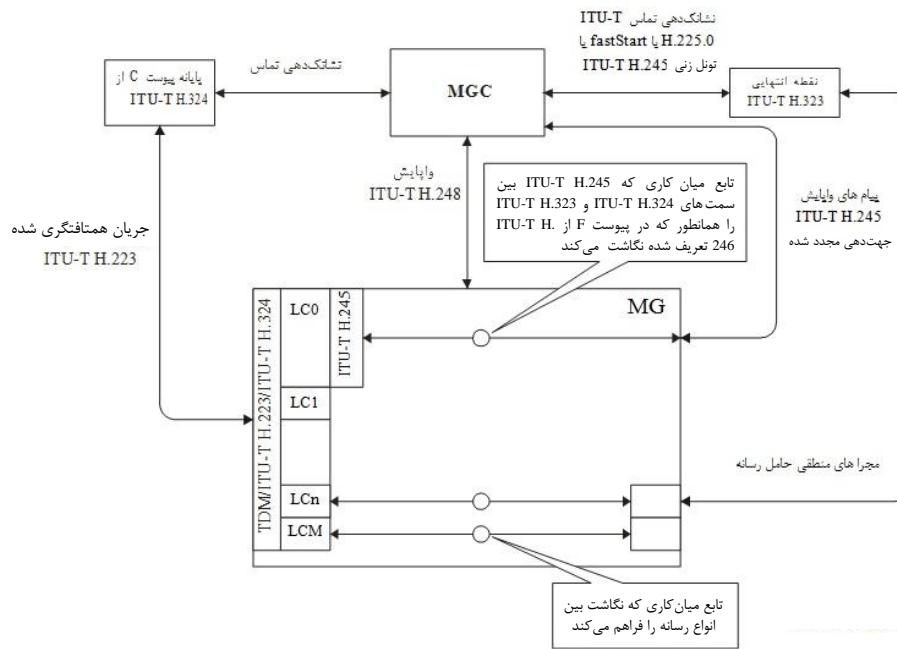 نشانک‌دهی تماس ITU-T
H.225.0 یا fastStart یا
تونل زنی ITU-T H.245
پایانه پیوست C از
ITU-T H.324
نشانک‌دهی تماس
MGC
نقطه انتهایی
ITU-T H.323
واپایش
ITU-T H.248
تابع میان کاری که ITU-T H.245 بین
سمت‌های ITU-T H.324 و ITU-T H.323
را همانطور که در پیوست F از ITU-T H.
246 تعریف شده نگاشت می‌کند
پیام های واپایش
ITU-T H.245
جهت‌دهی مجدد شده
جریان همتافتگری شده
ITU-T H.223
TDM/ITU-T H.223/ITU-T H.324
LC0
ITU-T H.245
MG
LC1
LCn
LCM
مجرا های منطقی حامل رسانه
تابع میان‌کاری که نگاشت بین
انواع رسانه را فراهم می‌کند